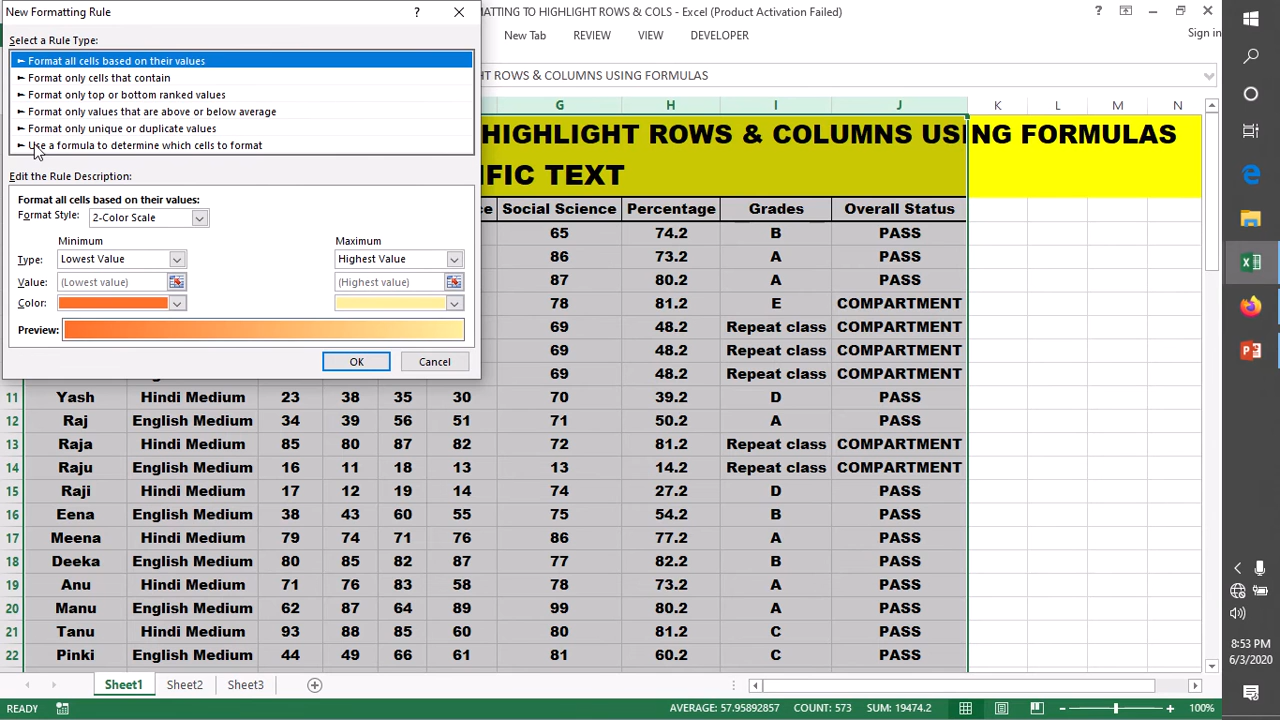 New Formatting Rule
?
Select a Rule Type:
Format all cells based on their values
Format only cells that contain
Format only top or bottom ranked values
Format only values that are above or below average
Format only unique or duplicate values
Use a formula to determine which cells to format
Edit the Rule Description:
Format all cells based on their values:
Format Style: 2-Color Scale
Minimum Maximum
Type: Lowest Value Highest Value
Value: (Lowest value) (Highest value)
Color:
Preview:
OK Cancel
MATTING TO HIGHLIGHT ROWS & COLS - Excel (Product Activation Failed) ?
New Tab REVIEW VIEW DEVELOPER Sign in
HT ROWS & COLUMNS USING FORMULAS
G H I J K L M N
HIGHLIGHT ROWS & COLUMNS USING FORMULAS
IFIC TEXT
Social Science Percentage Grades Overall Status
65 74.2 B PASS
86 73.2 A PASS
87 80.2 A PASS
78 81.2 E COMPARTMENT
69 48.2 Repeat class COMPARTMENT
69 48.2 Repeat class COMPARTMENT
69 48.2 Repeat class COMPARTMENT
11 Yash Hindi Medium 23 38 35 30 70 39.2 D PASS
12 Raj English Medium 34 39 56 51 71 50.2 A PASS
13 Raja Hindi Medium 85 80 87 82 72 81.2 Repeat class COMPARTMENT
14 Raju English Medium 16 11 18 13 13 14.2 Repeat class COMPARTMENT
15 Raji Hindi Medium 17 12 19 14 74 27.2 D PASS
16 Eena English Medium 38 43 60 55 75 54.2 B PASS
17 Meena Hindi Medium 79 74 71 76 86 77.2 A PASS
18 Deeka English Medium 80 85 82 87 77 82.2 B PASS
19 Anu Hindi Medium 71 76 83 58 78 73.2 A PASS
20 Manu English Medium 62 87 64 89 99 80.2 A PASS
21 Tanu Hindi Medium 93 88 85 60 80 81.2 C PASS
22 Pinki English Medium 44 49 66 61 81 60.2 C PASS
Sheet1 Sheet2 Sheet3
READY AVERAGE: 57.95892857 COUNT: 573 SUM: 19474.2 100%
8:53 PM
6/3/2020